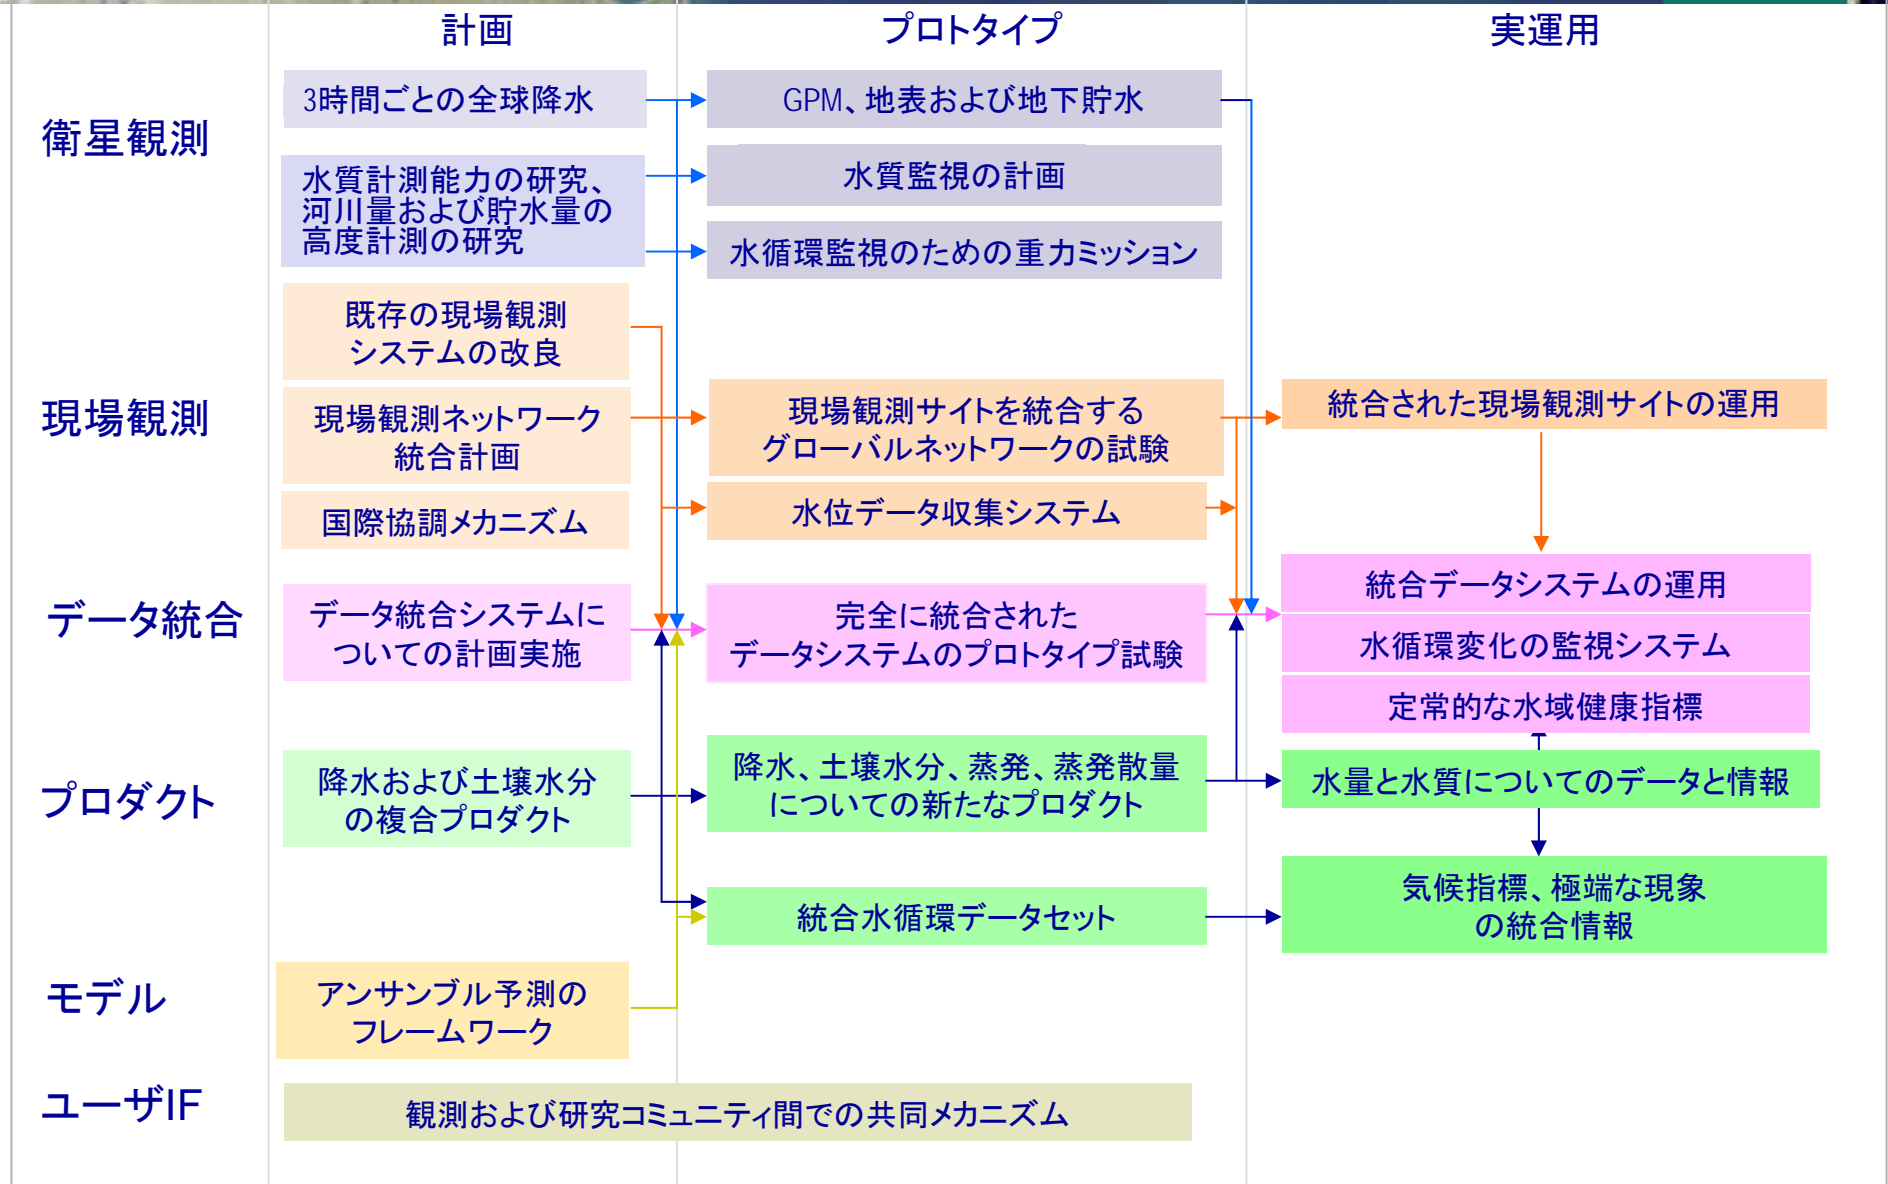 計画
プロトタイプ
実運用
衛星観測
3時間ごとの全球降水
GPM、地表および地下貯水
水質計測能力の研究、
河川量および貯水量の
高度計測の研究
水質監視の計画
水循環監視のための重力ミッション
現場観測
既存の現場観測
システムの改良
現場観測ネットワーク
統合計画
国際協調メカニズム
現場観測サイトを統合する
グローバルネットワークの試験
水位データ収集システム
統合された現場観測サイトの運用
データ統合
データ統合システムに
ついての計画実施
完全に統合された
データシステムのプロトタイプ試験
統合データシステムの運用
水循環変化の監視システム
定常的な水域健康指標
プロダクト
降水および土壌水分
の複合プロダクト
降水、土壌水分、蒸発、蒸発散量
についての新たなプロダクト
水量と水質についてのデータと情報
統合水循環データセット
気候指標、極端な現象
の統合情報
モデル
アンサンブル予測の
フレームワーク
ユーザIF
観測および研究コミュニティ間での共同メカニズム